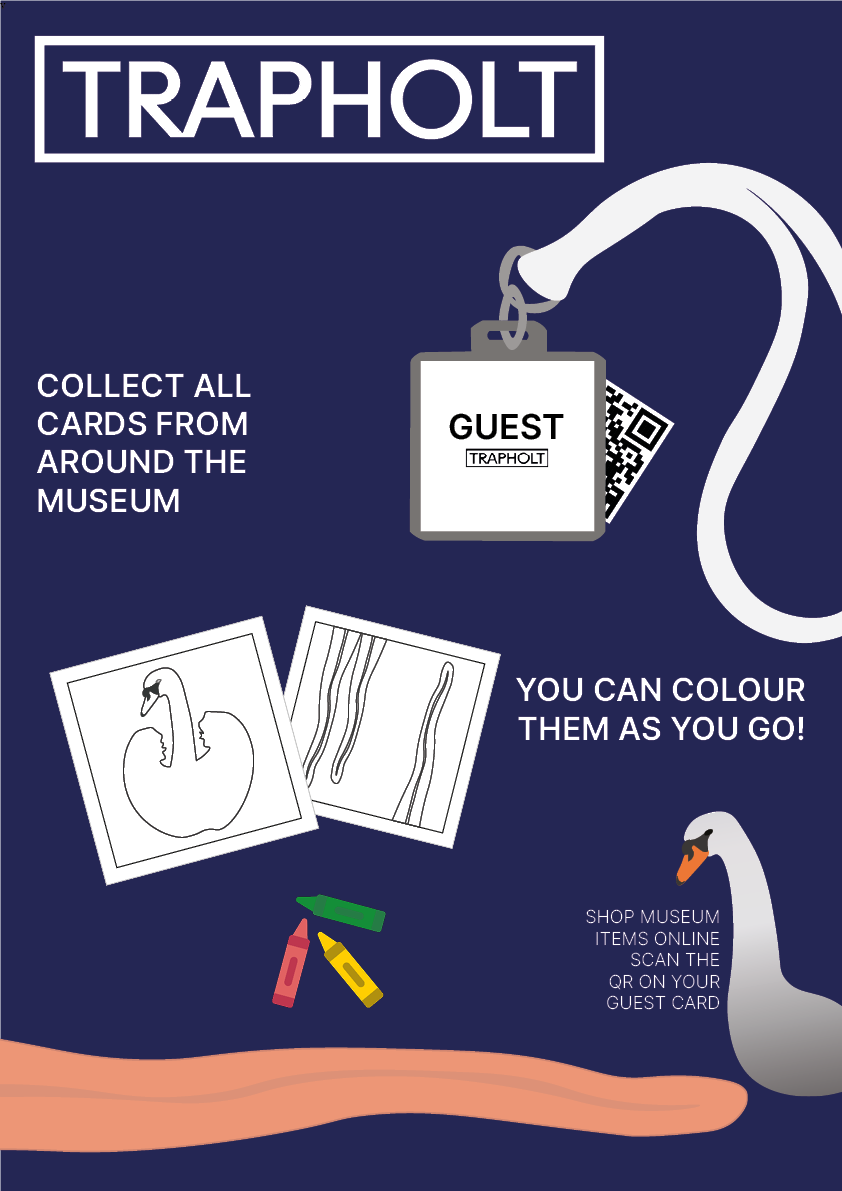 TRAPHOLT
GUEST
TRAPHOLT
COLLECT ALL
CARDS FROM
AROUND THE
MUSEUM
YOU CAN COLOUR
THEM AS YOU GO!
SHOP MUSEUM
ITEMS ONLINE
SCAN THE
QR ON YOUR
GUEST CARD